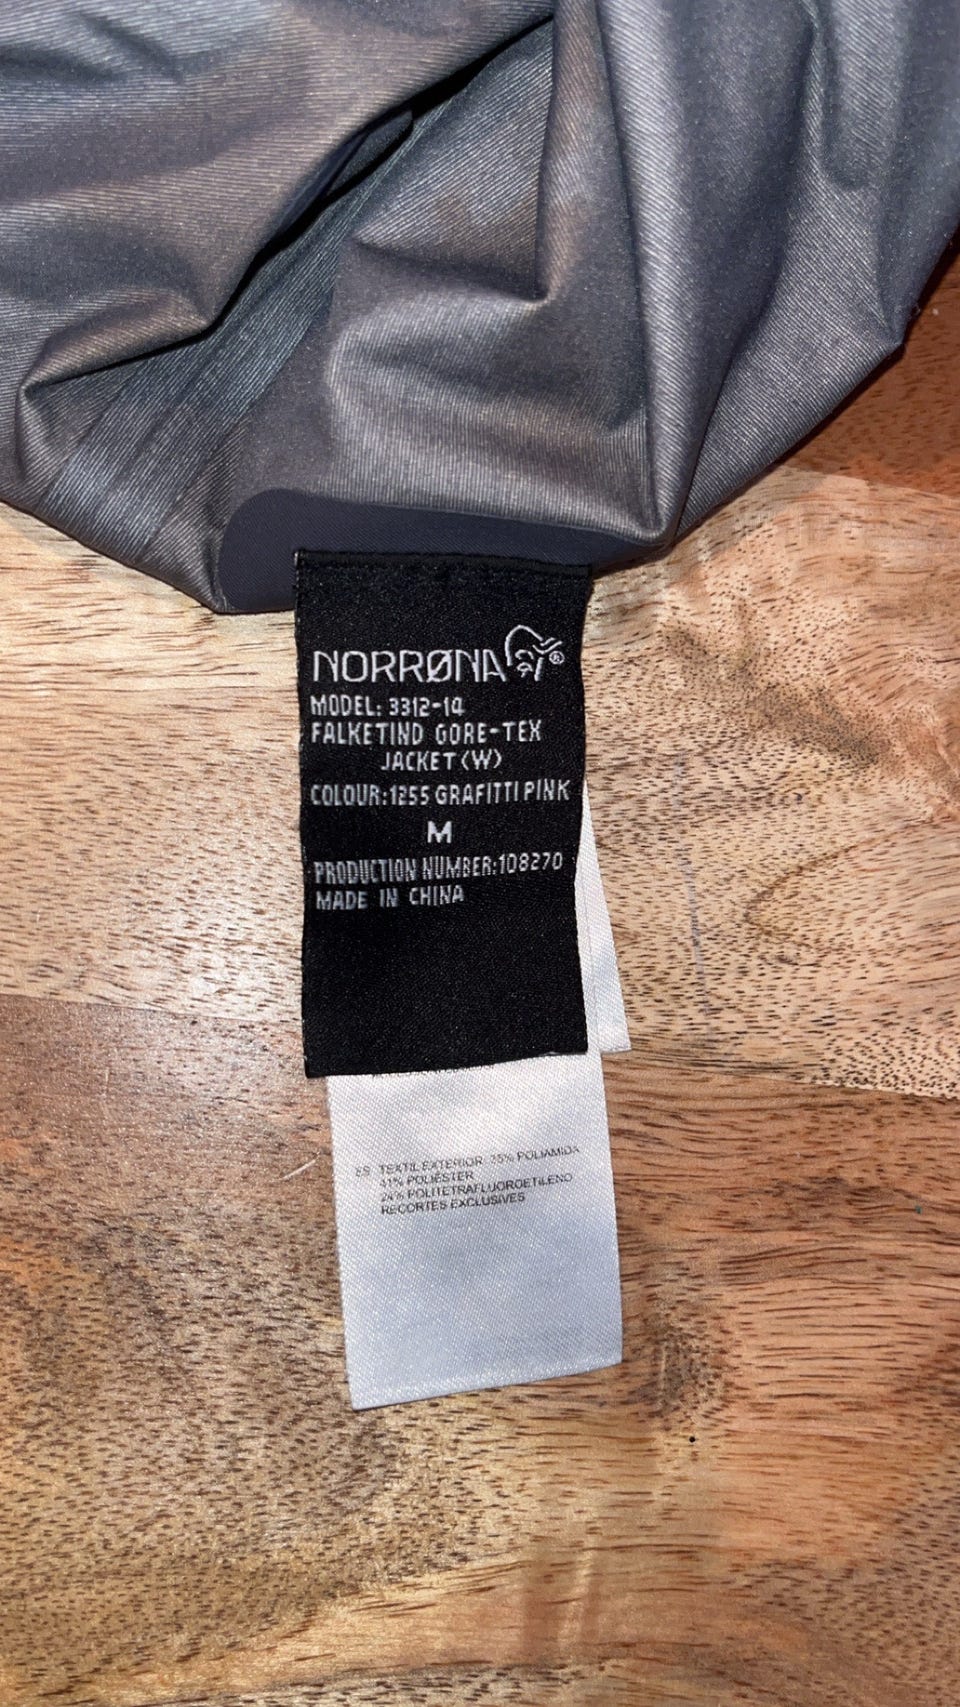 NORRØNA®
MODEL: 3312-14
FALKETIND GORE-TEX
JACKET(W)
COLOUR:1255 GRAFITTI PINK
M
PRODUCTION NUMBER:108270
MADE IN CHINA
ES TEXTIL EXTERIOR 35% POLIAMIDA
41% POLIÉSTER
24% POLITETRAFLUOROETILENO
RECORTES EXCLUSIVES